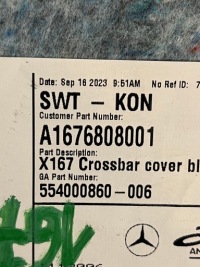 Date: Sep 16 2023 9:51AM No Ref ID: 7
SWT - KON
Customer Part Number:
A1676808001
Part Description:
X167 Crossbar cover bl
GA Part Number:
554000860-006